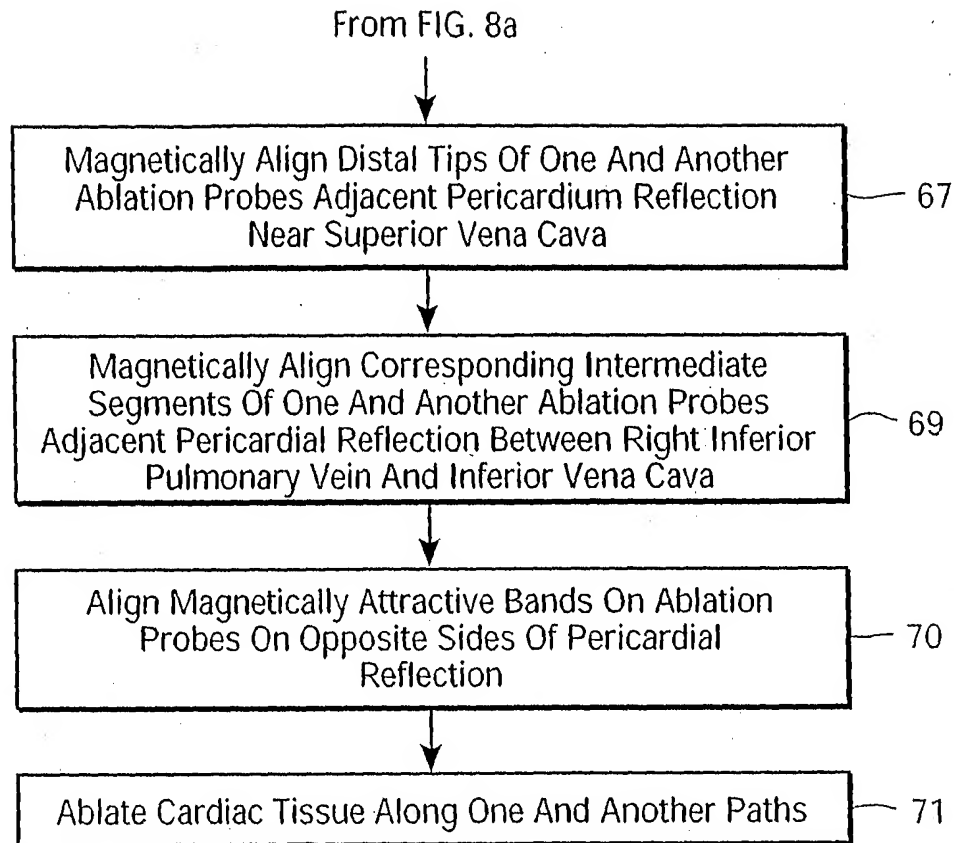 From FIG. 8a
Magnetically Align Distal Tips Of One And Another
Ablation Probes Adjacent Pericardium Reflection
Near Superior Vena Cava
67
Magnetically Align Corresponding Intermediate
Segments Of One And Another Ablation Probes
Adjacent Pericardial Reflection Between Right Inferior
Pulmonary Vein And Inferior Vena Cava
69
Align Magnetically Attractive Bands On Ablation
Probes On Opposite Sides Of Pericardial
Reflection
70
Ablate Cardiac Tissue Along One And Another Paths
71